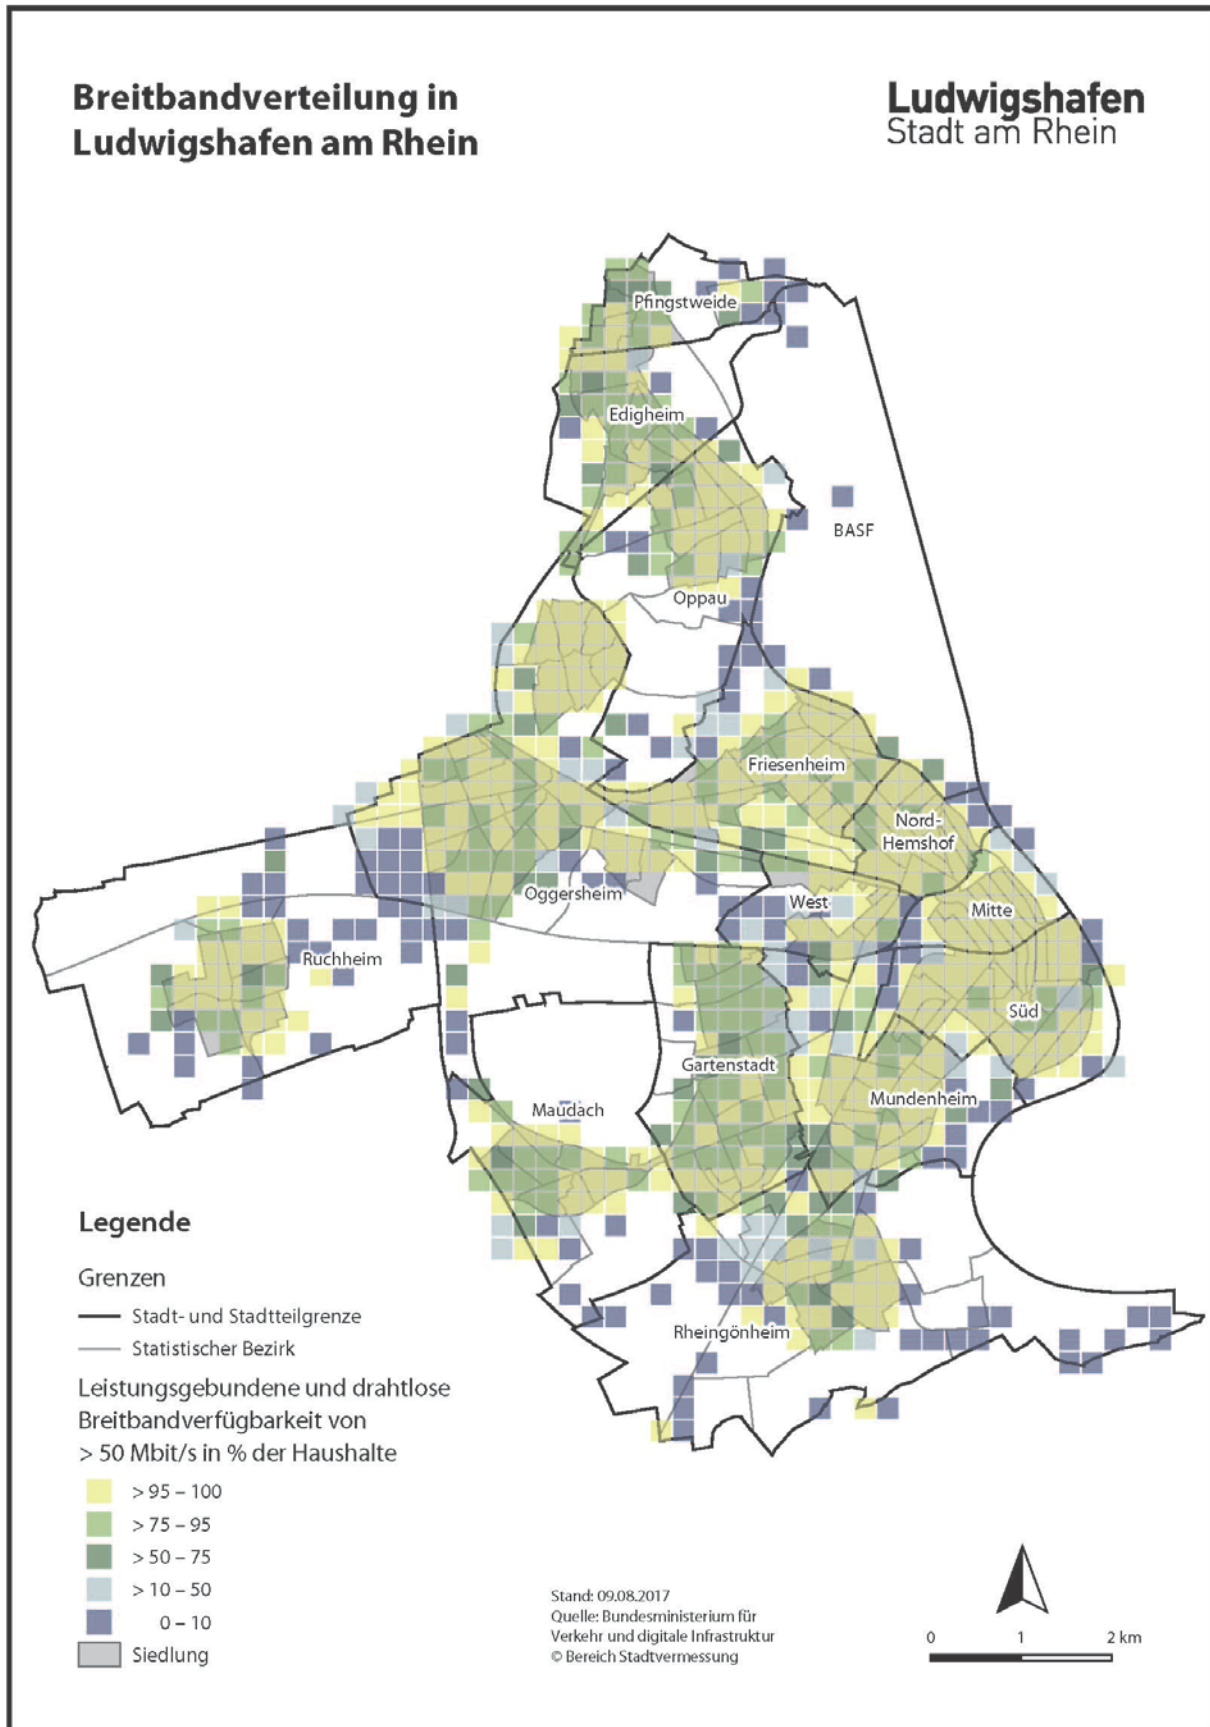 Breitbandverteilung in
Ludwigshafen am Rhein
Ludwigshafen
Stadt am Rhein
Pfingstweide
Edigheim
BASF
Oppau
Friesenheim
Nord-
Hemshof
Oggersheim
West
Mitte
Ruchheim
Süd
Gartenstadt
Mundenheim
Maudach
Rheingönheim
Legende
Grenzen
Stadt- und Stadtteilgrenze
Statistischer Bezirk
Leistungsgebundene und drahtlose
Breitbandverfügbarkeit von
> 50 Mbit/s in % der Haushalte
> 95 – 100
> 75 – 95
> 50 – 75
> 10 – 50
0 – 10
Siedlung
Stand: 09.08.2017
Quelle: Bundesministerium für
Verkehr und digitale Infrastruktur
© Bereich Stadtvermessung
0 1 2 km